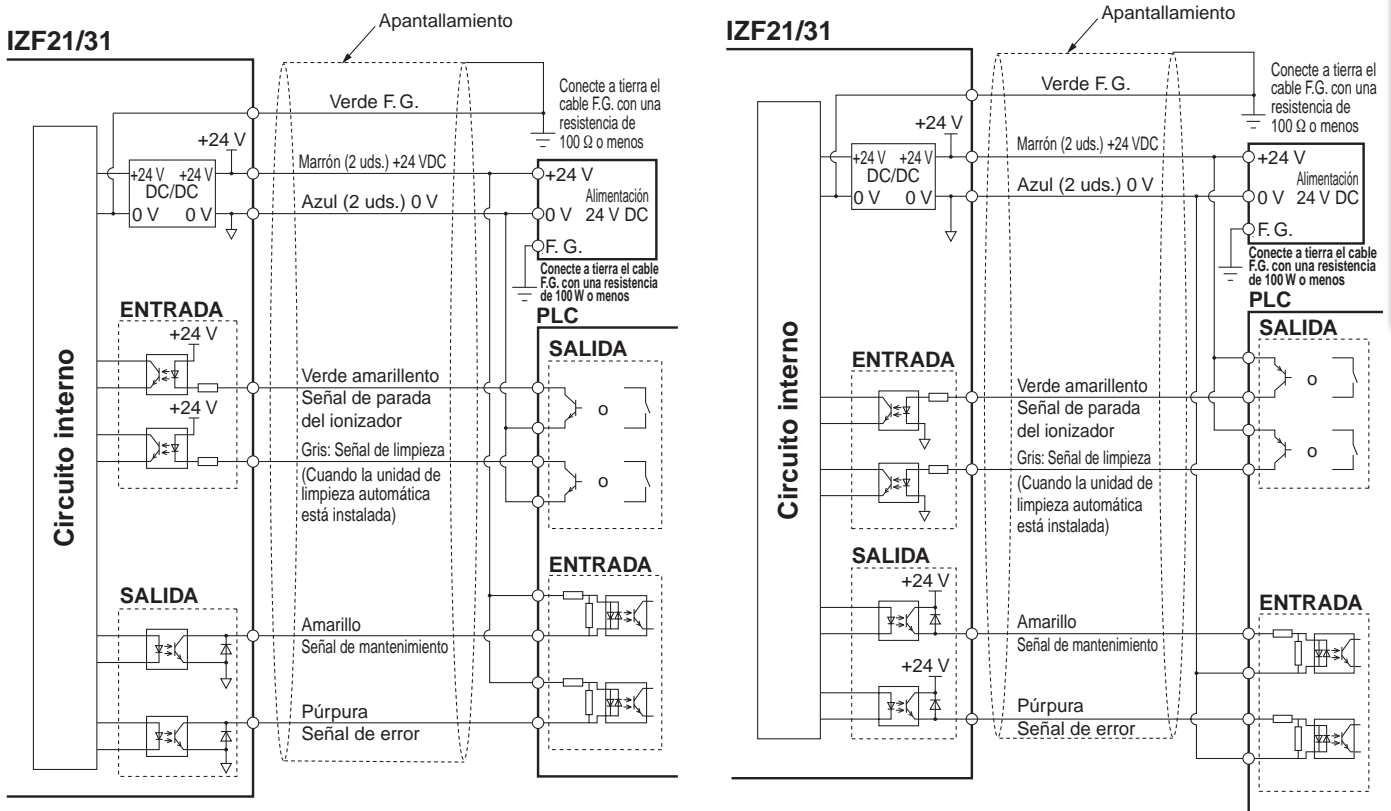 Apantallamiento
IZF21/31
Verde F. G.
Conecte a tierra el
cable F.G. con una
resistencia de
100 Ω o menos
+24 V
Marrón (2 uds.) +24 VDC
+24 V
+24 V +24 V
DC/DC
Alimentación
Azul (2 uds.) 0 V
0 V 0 V
0 V 24 V DC
F. G.
Conecte a tierra el cable
F.G. con una resistencia
de 100 W o menos
PLC
ENTRADA
+24 V
SALIDA
Circuito interno
Verde amarillento
Señal de parada
del ionizador
o
+24 V
Gris: Señal de limpieza
(Cuando la unidad de
limpieza automática
está instalada)
o
ENTRADA
SALIDA
Amarillo
Señal de mantenimiento
Púrpura
Señal de error
Apantallamiento
IZF21/31
Verde F. G.
Conecte a tierra el
cable F.G. con una
resistencia de
100 Ω o menos
+24 V
Marrón (2 uds.) +24 VDC
+24 V
+24 V +24 V
DC/DC
Alimentación
Azul (2 uds.) 0 V
0 V 0 V
0 V 24 V DC
F. G.
Conecte a tierra el cable
F.G. con una resistencia
de 100 W o menos
PLC
SALIDA
ENTRADA
Circuito interno
Verde amarillento
Señal de parada
del ionizador
o
Gris: Señal de limpieza
(Cuando la unidad de
limpieza automática
está instalada)
o
SALIDA
+24 V
ENTRADA
Amarillo
Señal de mantenimiento
+24 V
Púrpura
Señal de error